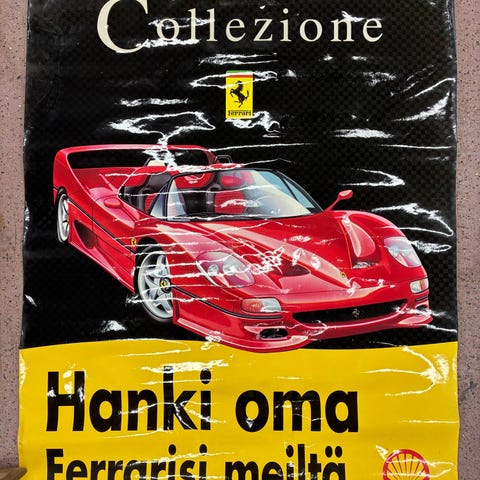 Collezione
Ferrari
Hanki oma
Ferrarisi meiltä